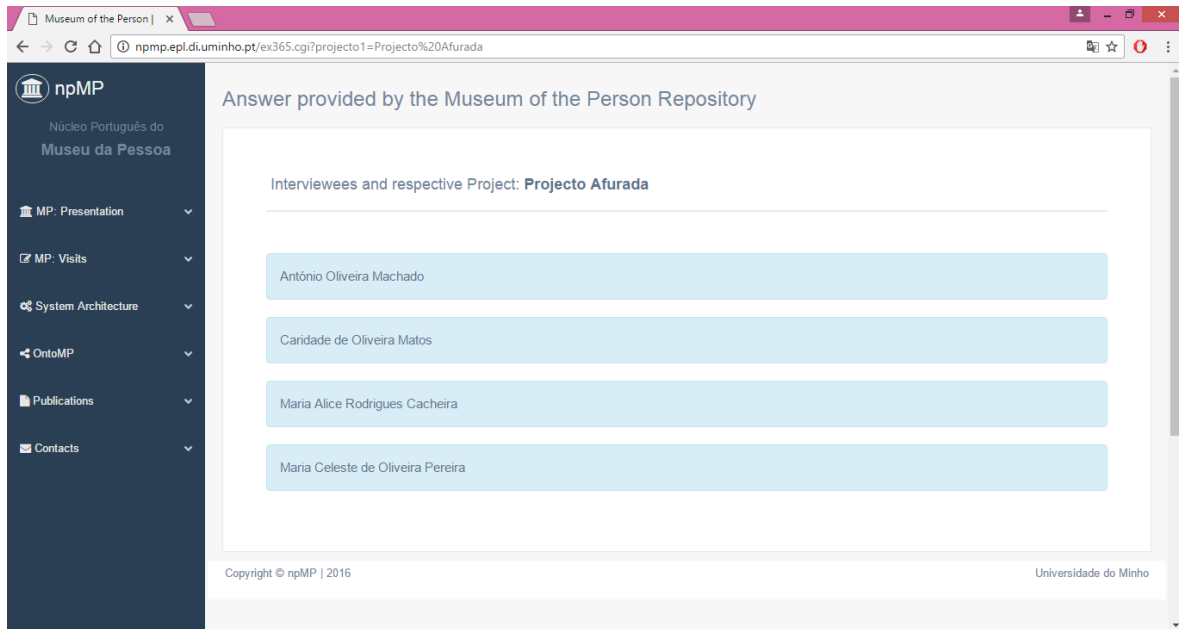 Museum of the Person |
npmp.epl.di.uminho.pt/ex365.cgi?projecto1=Projecto%20Afurada
npMP
Núcleo Português do
Museu da Pessoa
MP: Presentation
MP: Visits
System Architecture
OntoMP
Publications
Contacts
Answer provided by the Museum of the Person Repository
Interviewees and respective Project: Projecto Afurada
António Oliveira Machado
Caridade de Oliveira Matos
Maria Alice Rodrigues Cacheira
Maria Celeste de Oliveira Pereira
Copyright © npMP | 2016
Universidade do Minho